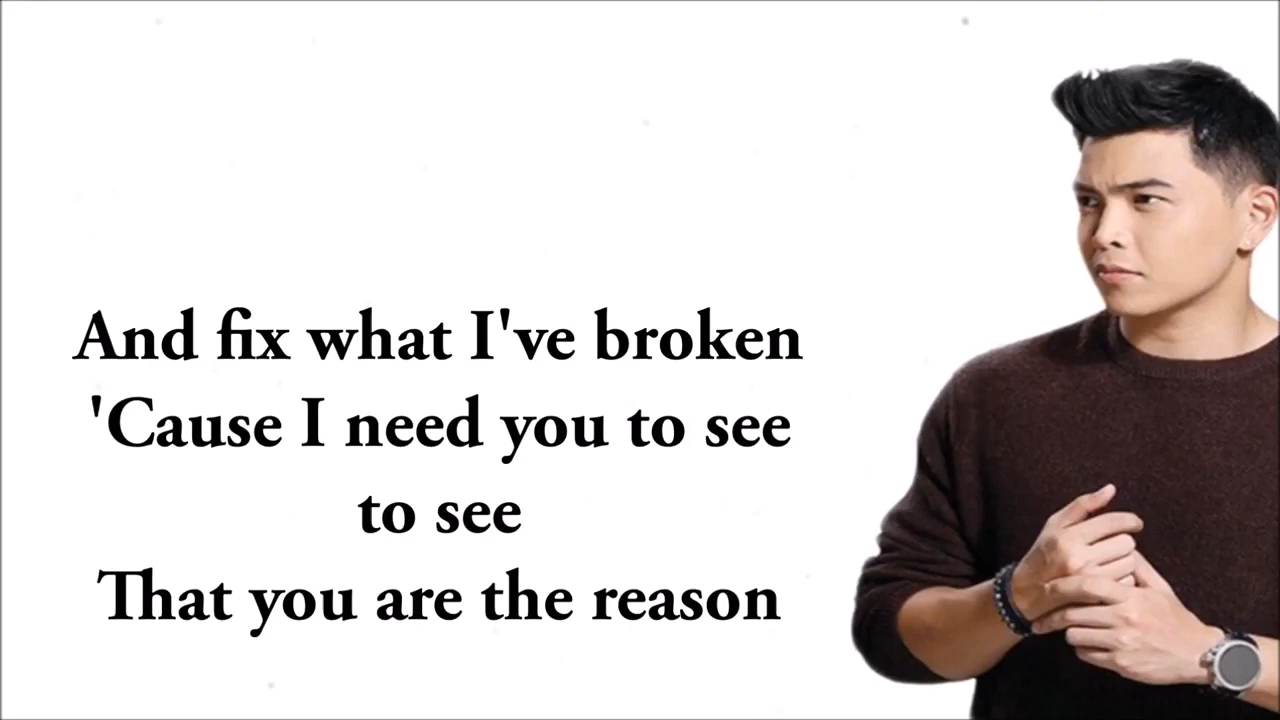 And fix what I've broken
'Cause I need you to see
to see
That you are the reason